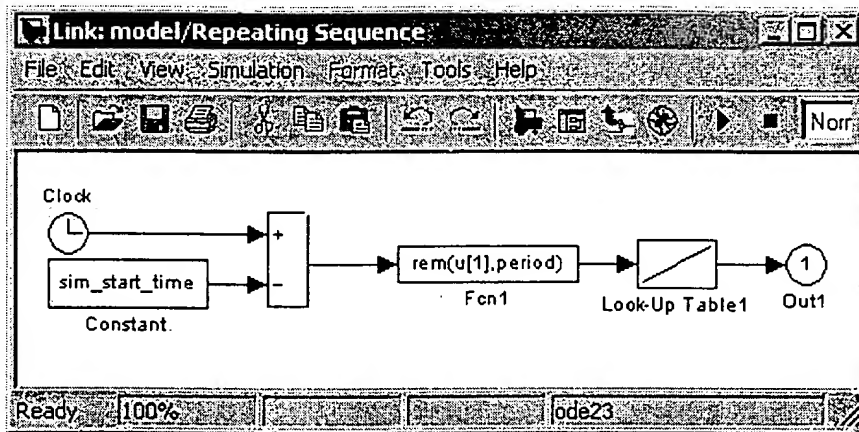 Link: model/Repeating Sequence
File Edit View Simulation Format Tools Help
Norr
Clock
+
sim_start_time
−
Constant.
rem(u[1],period)
Fcn1
Look-Up Table1
1
Out1
Ready 100% ode23